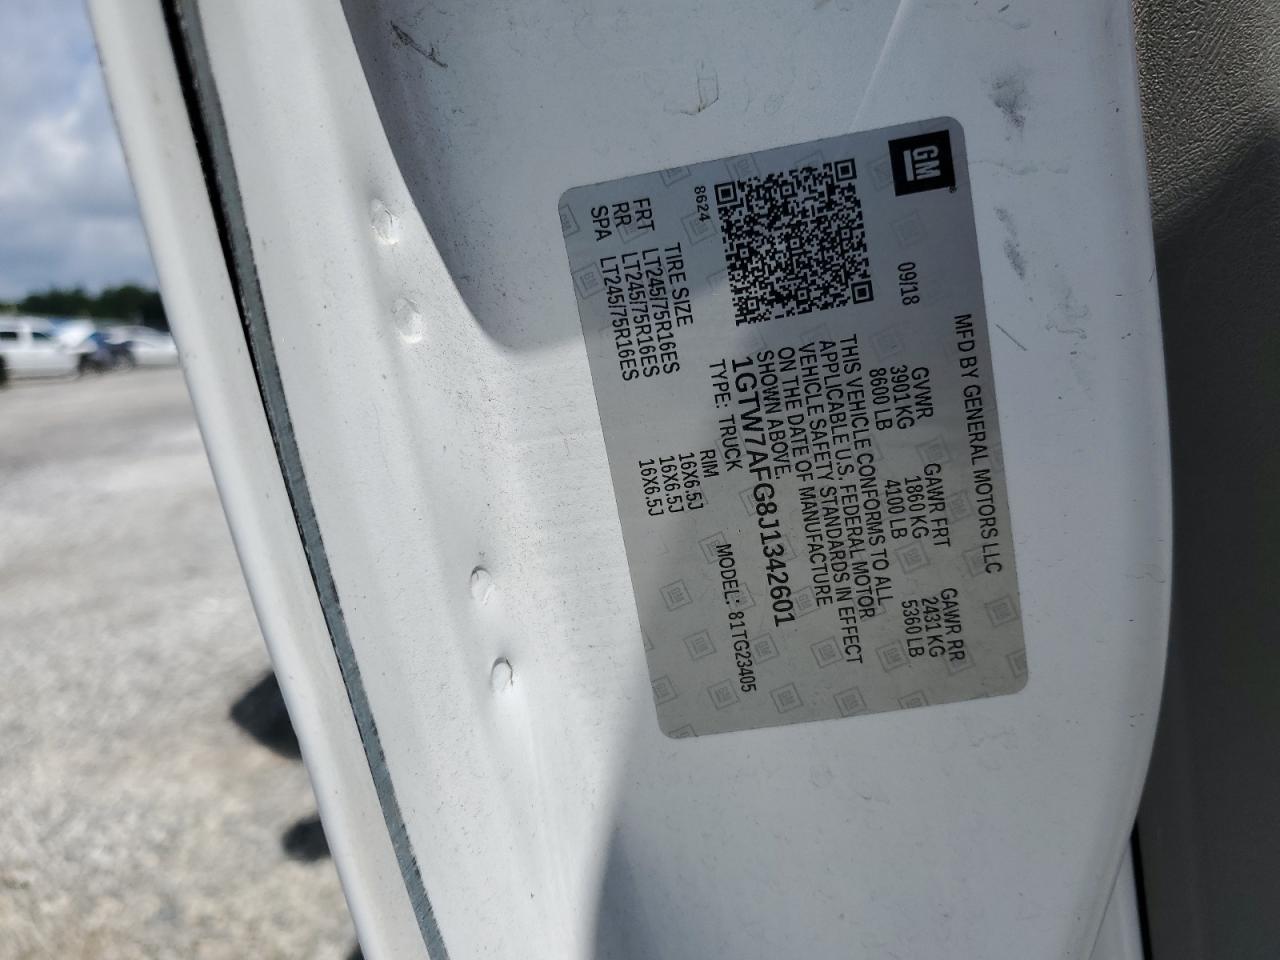 GM
MFD BY GENERAL MOTORS LLC
09/18
GVWR GAWR FRT GAWR RR
3901 KG 1860 KG 2431 KG
8600 LB 4100 LB 5360 LB
THIS VEHICLE CONFORMS TO ALL
APPLICABLE U.S. FEDERAL MOTOR
VEHICLE SAFETY STANDARDS IN EFFECT
ON THE DATE OF MANUFACTURE
SHOWN ABOVE.
1GTW7AFG8J1342601
8624
TYPE: TRUCK MODEL: 81TG23405
TIRE SIZE RIM
FRT LT245/75R16ES 16X6.5J
RR LT245/75R16ES 16X6.5J
SPA LT245/75R16ES 16X6.5J